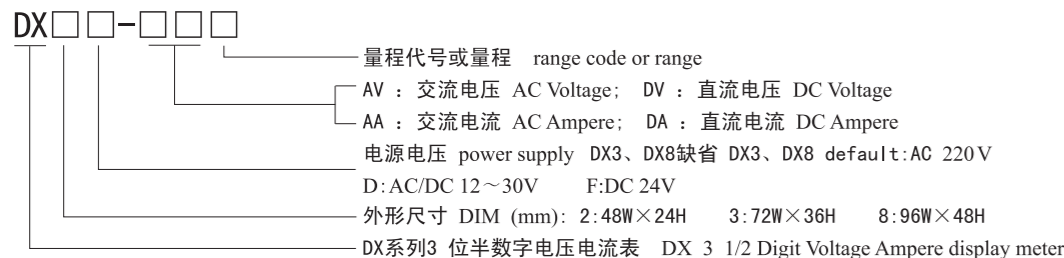 DX□□-□□□
量程代号或量程 range code or range
AV : 交流电压 AC Voltage; DV : 直流电压 DC Voltage
AA : 交流电流 AC Ampere; DA : 直流电流 DC Ampere
电源电压 power supply DX3、DX8缺省 DX3、DX8 default:AC 220V
D:AC/DC 12～30V F:DC 24V
外形尺寸 DIM (mm): 2:48W×24H 3:72W×36H 8:96W×48H
DX系列3 位半数字电压电流表 DX 3 1/2 Digit Voltage Ampere display meter